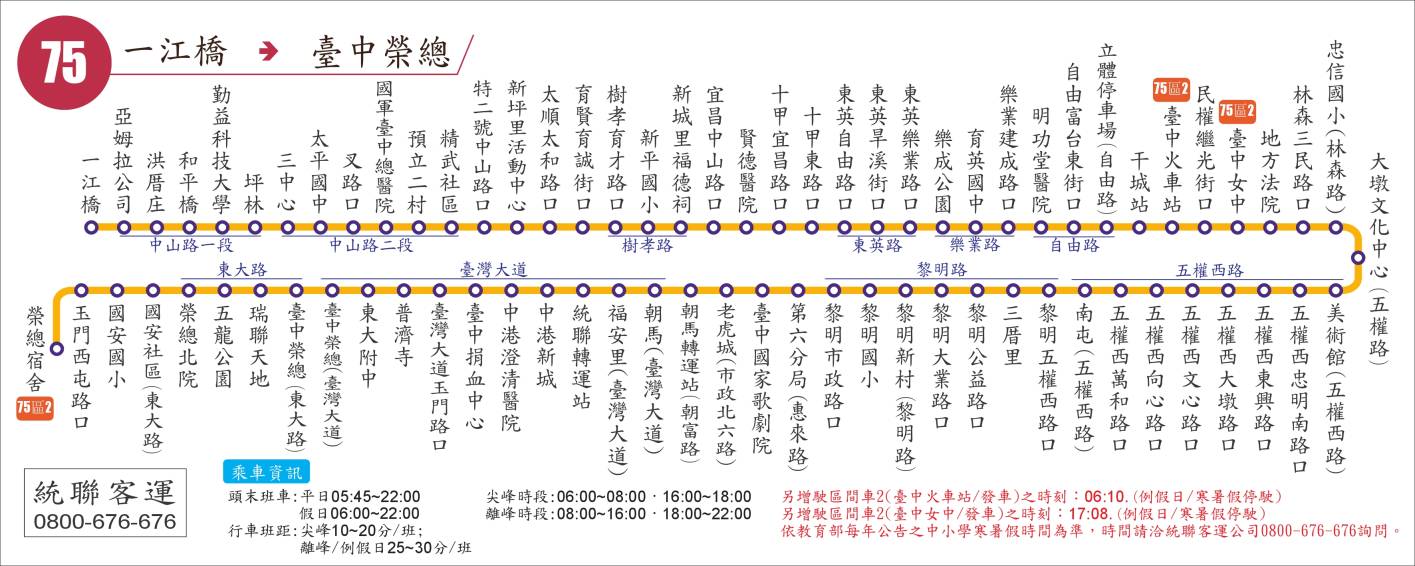 75
一江橋 ➔ 臺中榮總
一江橋
亞姆拉公司
洪厝庄
和平橋
勤益科技大學
坪林
三中心
太平國中
叉路口
國軍臺中總醫院
預立二村
精武社區
特二號中山路口
新坪里活動中心
太順太和路口
育賢育誠街口
樹孝育才路口
新平國小
新城里福德祠
宜昌中山路口
賢德醫院
十甲宜昌路口
十甲東路口
東英自由路口
東英旱溪街口
東英樂業路口
樂成公園
育英國中
樂業建成路口
明功堂醫院
自由富台東街口
立體停車場(自由路)
干城站
75區2
臺中火車站
民權繼光街口
75區2
臺中女中
地方法院
林森三民路口
忠信國小(林森路)
大墩文化中心(五權路)
中山路一段
中山路二段
樹孝路
東英路
樂業路
自由路
東大路
臺灣大道
黎明路
五權西路
榮總宿舍
75區2
玉門西屯路口
國安國小
國安社區(東大路)
榮總北院
五龍公園
瑞聯天地
臺中榮總(東大路)
臺中榮總(臺灣大道)
東大附中
普濟寺
臺灣大道玉門路口
臺中捐血中心
中港澄清醫院
中港新城
統聯轉運站
福安里(臺灣大道)
朝馬(臺灣大道)
朝馬轉運站(朝富路)
老虎城(市政北六路)
臺中國家歌劇院
第六分局(惠來路)
黎明市政路口
黎明國小
黎明新村(黎明路)
黎明大業路口
黎明公益路口
三厝里
黎明五權西路口
南屯(五權西路)
五權西萬和路口
五權西向心路口
五權西文心路口
五權西大墩路口
五權西東興路口
五權西忠明南路口
美術館(五權西路)
統聯客運
0800-676-676
乘車資訊
頭末班車:平日05:45~22:00
假日06:00~22:00
行車班距:尖峰10~20分/班;
離峰/例假日25~30分/班
尖峰時段:06:00~08:00‧16:00~18:00
離峰時段:08:00~16:00‧18:00~22:00
另增駛區間車2(臺中火車站/發車)之時刻：06:10.(例假日/寒暑假停駛)
另增駛區間車2(臺中女中/發車)之時刻：17:08.(例假日/寒暑假停駛)
依教育部每年公告之中小學寒暑假時間為準，時間請洽統聯客運公司0800-676-676詢問。